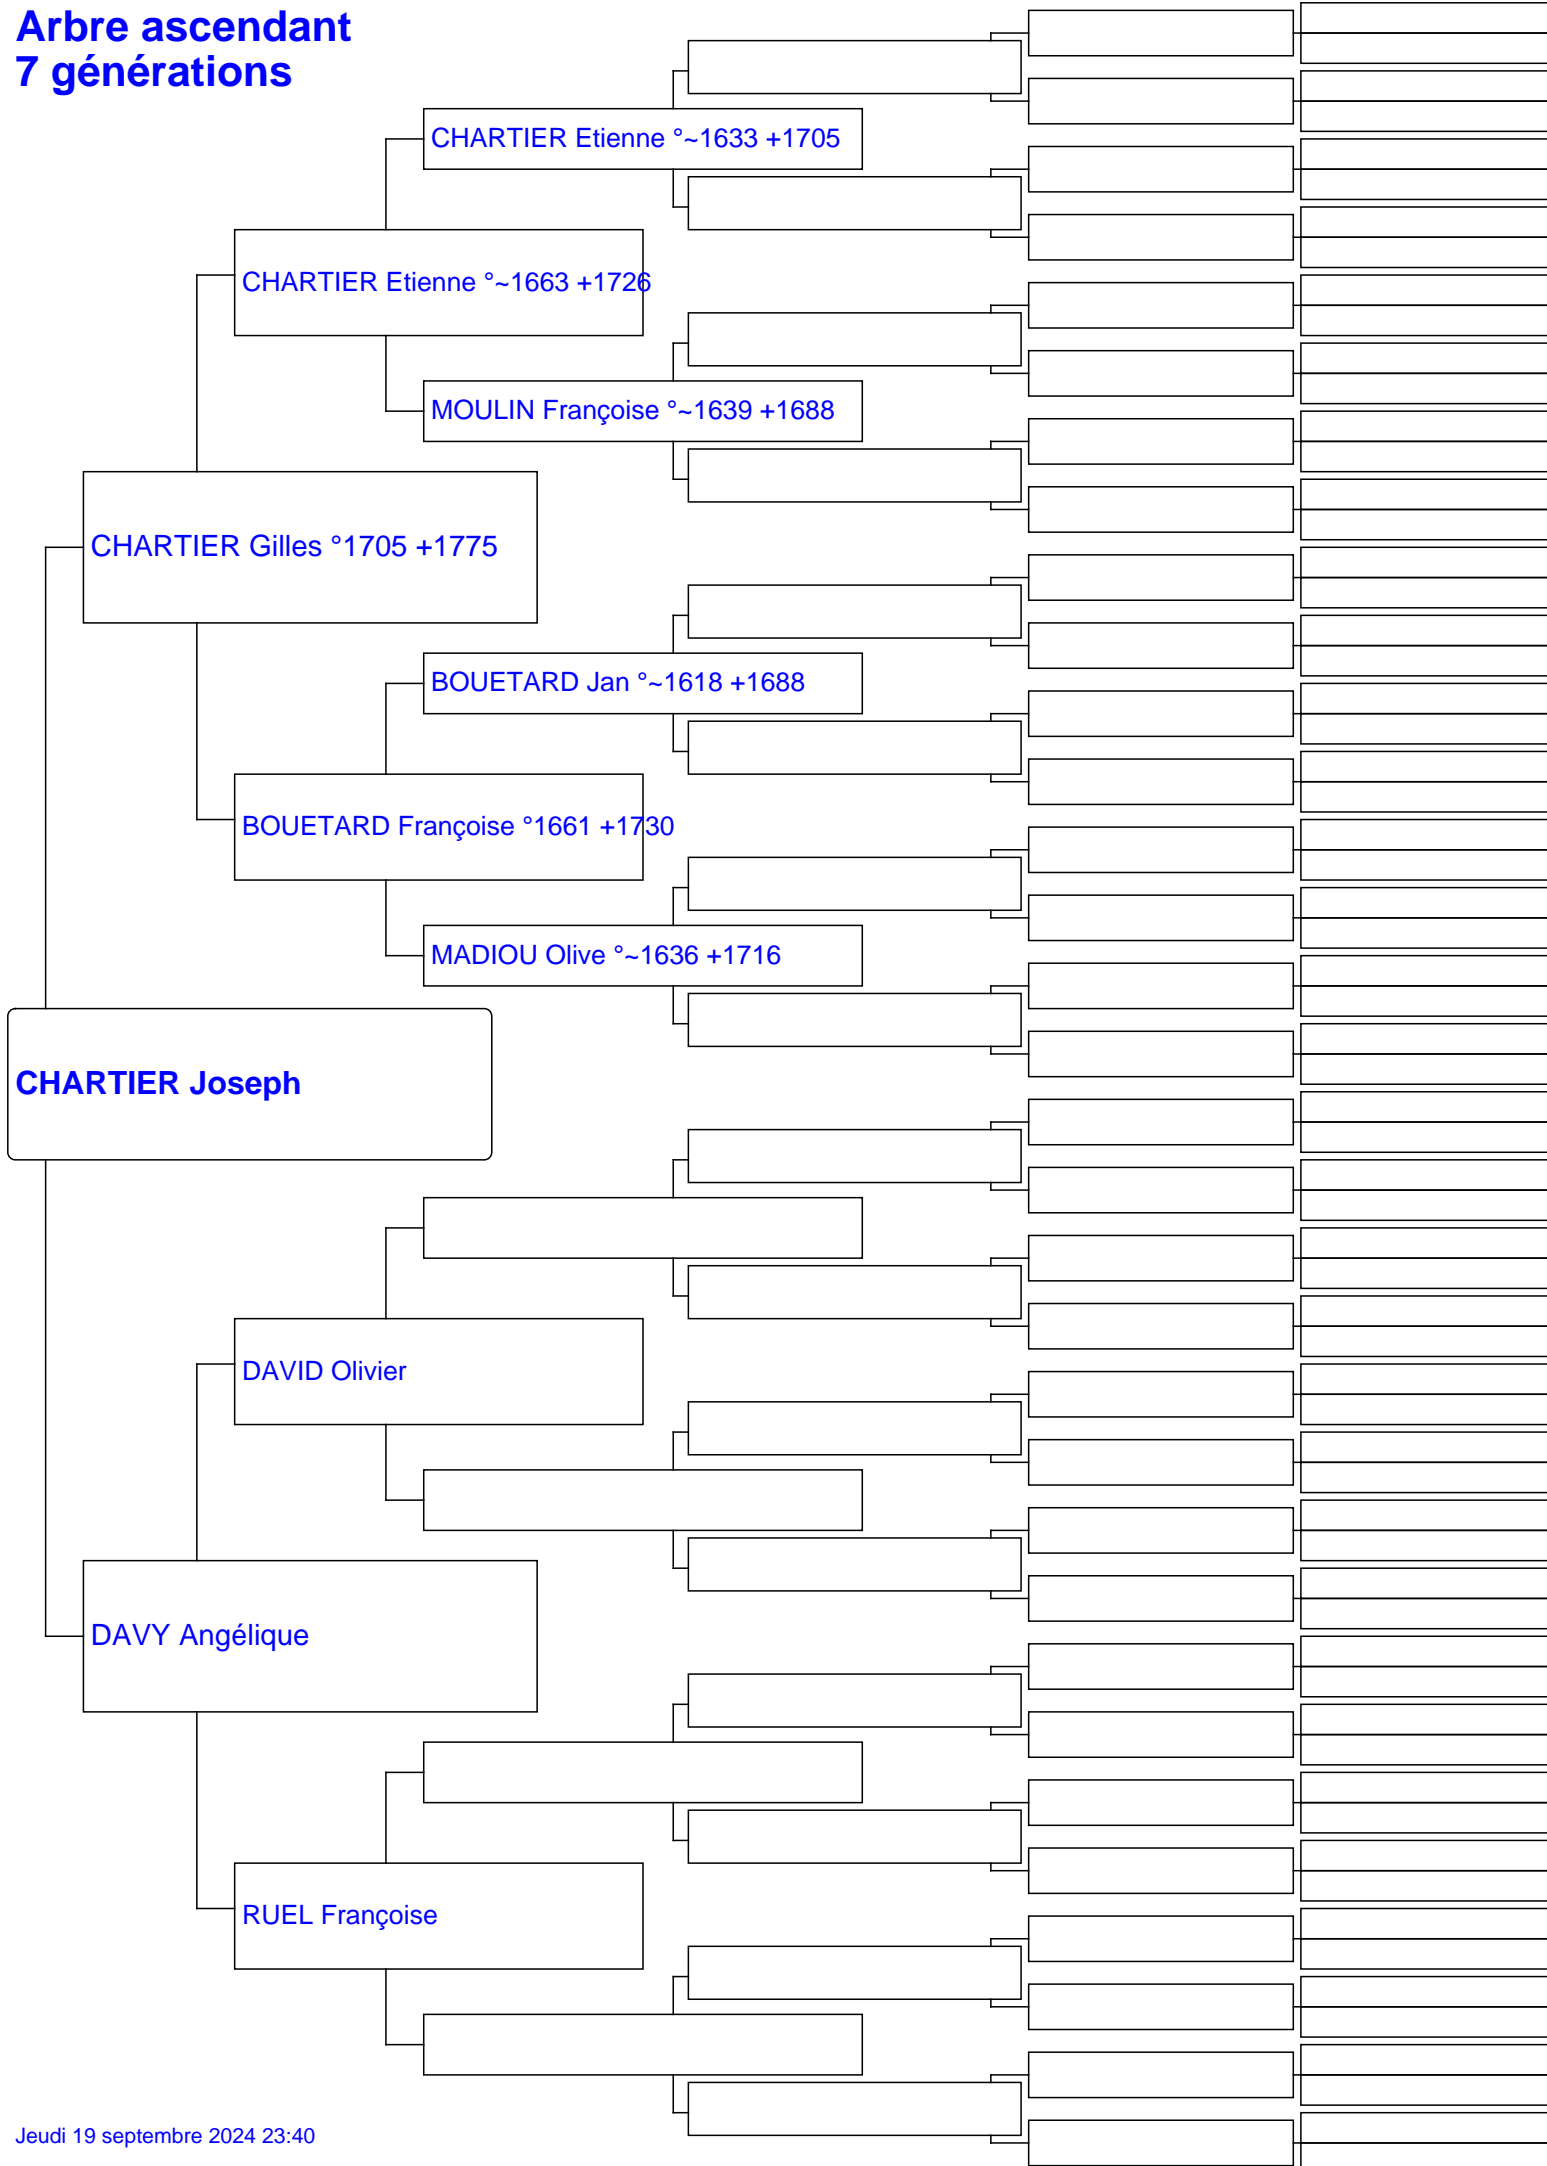 Arbre ascendant
7 générations
CHARTIER Etienne °~1633 +1705
CHARTIER Etienne °~1663 +1726
MOULIN Françoise °~1639 +1688
CHARTIER Gilles °1705 +1775
BOUETARD Jan °~1618 +1688
BOUETARD Françoise °1661 +1730
MADIOU Olive °~1636 +1716
CHARTIER Joseph
DAVID Olivier
DAVY Angélique
RUEL Françoise
Jeudi 19 septembre 2024 23:40